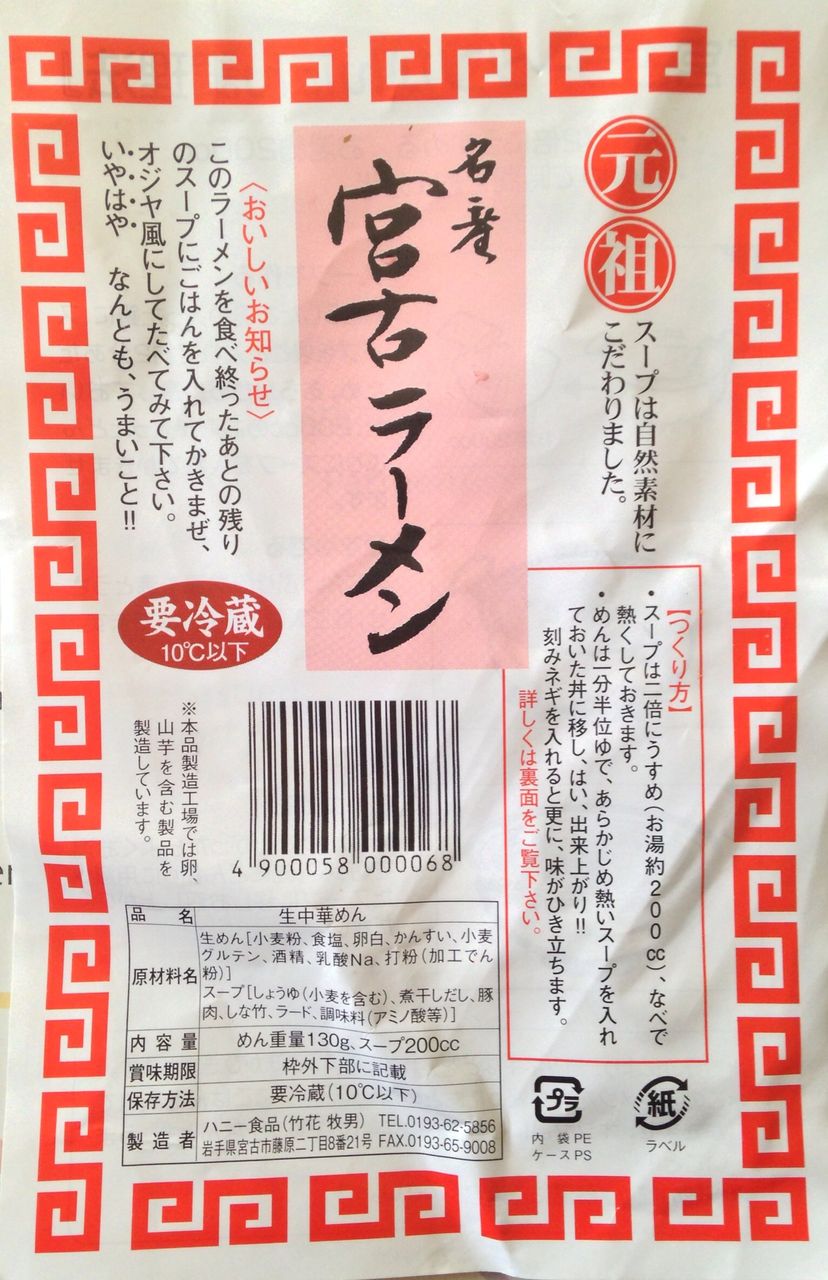 元祖
スープは自然素材に
こだわりました。
名産
宮古ラーメン
〈おいしいお知らせ〉
このラーメンを食べ終ったあとの残り
のスープにごはんを入れてかきまぜ、
オジヤ風にしてたべてみて下さい。
いやはや なんとも、うまいこと!!
要冷蔵
10℃以下
【つくり方】
・スープは二倍にうすめ(お湯約200cc)、なべで
熱くしておきます。
・めんは一分半位ゆで、あらかじめ熱いスープを入れ
ておいた丼に移し、はい、出来上がり!!
刻みネギを入れると更に、味がひき立ちます。
詳しくは裏面をご覧下さい。
※本品製造工場では卵、
山芋を含む製品を
製造しています。
4 900058 000068
品名 生中華めん
原材料名 生めん[小麦粉、食塩、卵白、かんすい、小麦
グルテン、酒精、乳酸Na、打粉(加工でん
粉)]
スープ[しょうゆ(小麦を含む)、煮干しだし、豚
肉、しな竹、ラード、調味料(アミノ酸等)]
内容量 めん重量130g、スープ200cc
賞味期限 枠外下部に記載
保存方法 要冷蔵(10℃以下)
製造者 ハニー食品(竹花 牧男) TEL.0193-62-5856
岩手県宮古市藤原二丁目8番21号 FAX.0193-65-9008
プラ
内袋PE
ケースPS
紙
ラベル